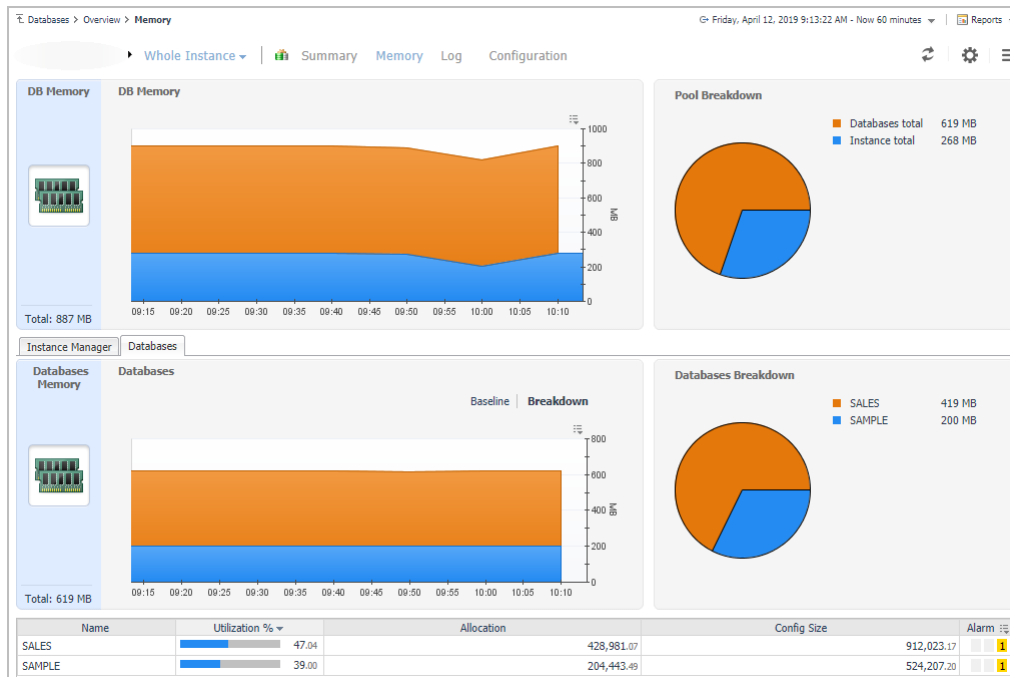 Databases > Overview > Memory
Friday, April 12, 2019 9:13:22 AM - Now 60 minutes
Reports
Whole Instance
Summary
Memory
Log
Configuration
DB Memory
Total: 887 MB
DB Memory
1000
800
600
400
200
0
MB
09:15 09:20 09:25 09:30 09:35 09:40 09:45 09:50 09:55 10:00 10:05 10:10
Pool Breakdown
Databases total 619 MB
Instance total 268 MB
Instance Manager
Databases
Databases
Memory
Total: 619 MB
Databases
Baseline | Breakdown
800
600
400
200
0
MB
09:15 09:20 09:25 09:30 09:35 09:40 09:45 09:50 09:55 10:00 10:05 10:10
Databases Breakdown
SALES 419 MB
SAMPLE 200 MB
Name Utilization % Allocation Config Size Alarm
SALES 47.04 428,981.07 912,023.17 1
SAMPLE 39.00 204,443.49 524,207.20 1